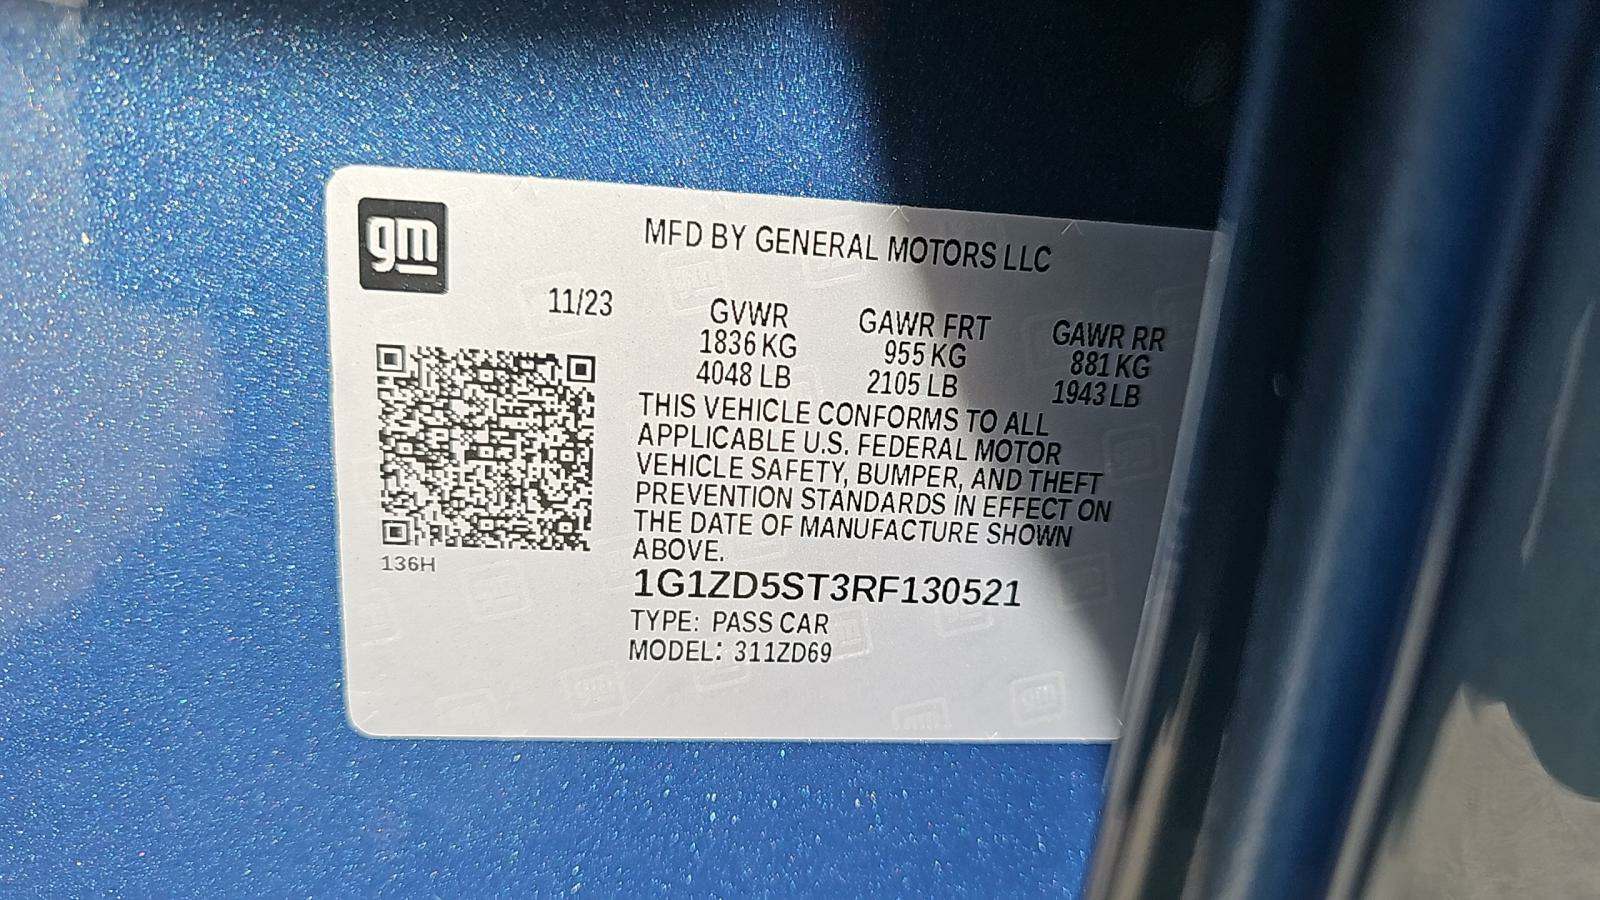 gm
MFD BY GENERAL MOTORS LLC
11/23
GVWR GAWR FRT GAWR RR
1836 KG 955 KG 881 KG
4048 LB 2105 LB 1943 LB
THIS VEHICLE CONFORMS TO ALL
APPLICABLE U.S. FEDERAL MOTOR
VEHICLE SAFETY, BUMPER, AND THEFT
PREVENTION STANDARDS IN EFFECT ON
THE DATE OF MANUFACTURE SHOWN
ABOVE.
136H
1G1ZD5ST3RF130521
TYPE: PASS CAR
MODEL: 311ZD69